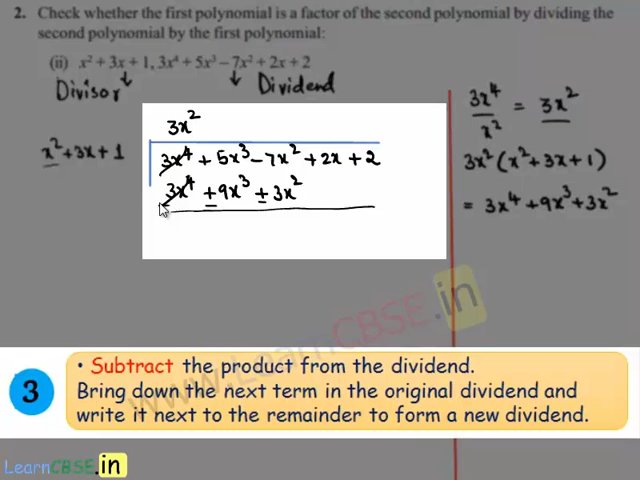 2. Check whether the first polynomial is a factor of the second polynomial by dividing the
second polynomial by the first polynomial:
(ii) x² + 3x + 1, 3x⁴ + 5x³ – 7x² + 2x + 2
Divisor Dividend
3x²
x² + 3x + 1
3x⁴ + 5x³ – 7x² + 2x + 2
3x⁴ + 9x³ + 3x²
– –
3x⁴/x² = 3x²
3x² (x² + 3x + 1)
= 3x⁴ + 9x³ + 3x²
www.LearnCBSE.in
3
• Subtract the product from the dividend.
Bring down the next term in the original dividend and
write it next to the remainder to form a new dividend.
LearnCBSE.in